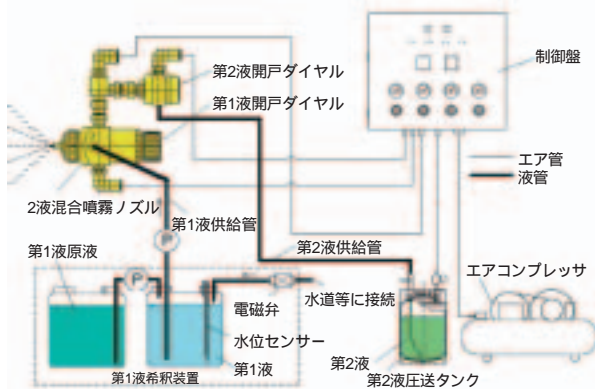 制御盤
第2液開戸ダイヤル
第1液開戸ダイヤル
エア管
液管
2液混合噴霧ノズル
第1液供給管
P
第2液供給管
第1液原液
P
エアコンプレッサ
水道等に接続
電磁弁
水位センサー
第1液
第2液
第1液希釈装置
第2液圧送タンク